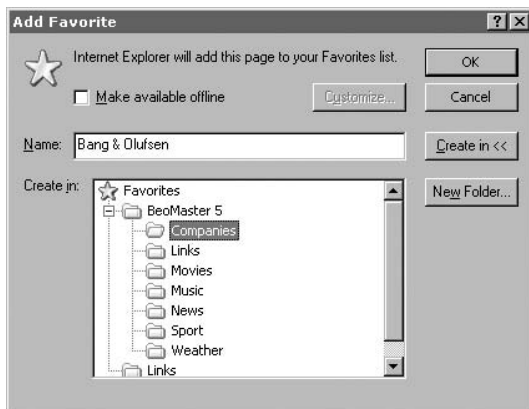 Add Favorite
Internet Explorer will add this page to your Favorites list.
OK
Make available offline
Customize...
Cancel
Name:
Bang & Olufsen
Create in <<
Create in:
Favorites
New Folder...
BeoMaster 5
Companies
Links
Movies
Music
News
Sport
Weather
Links